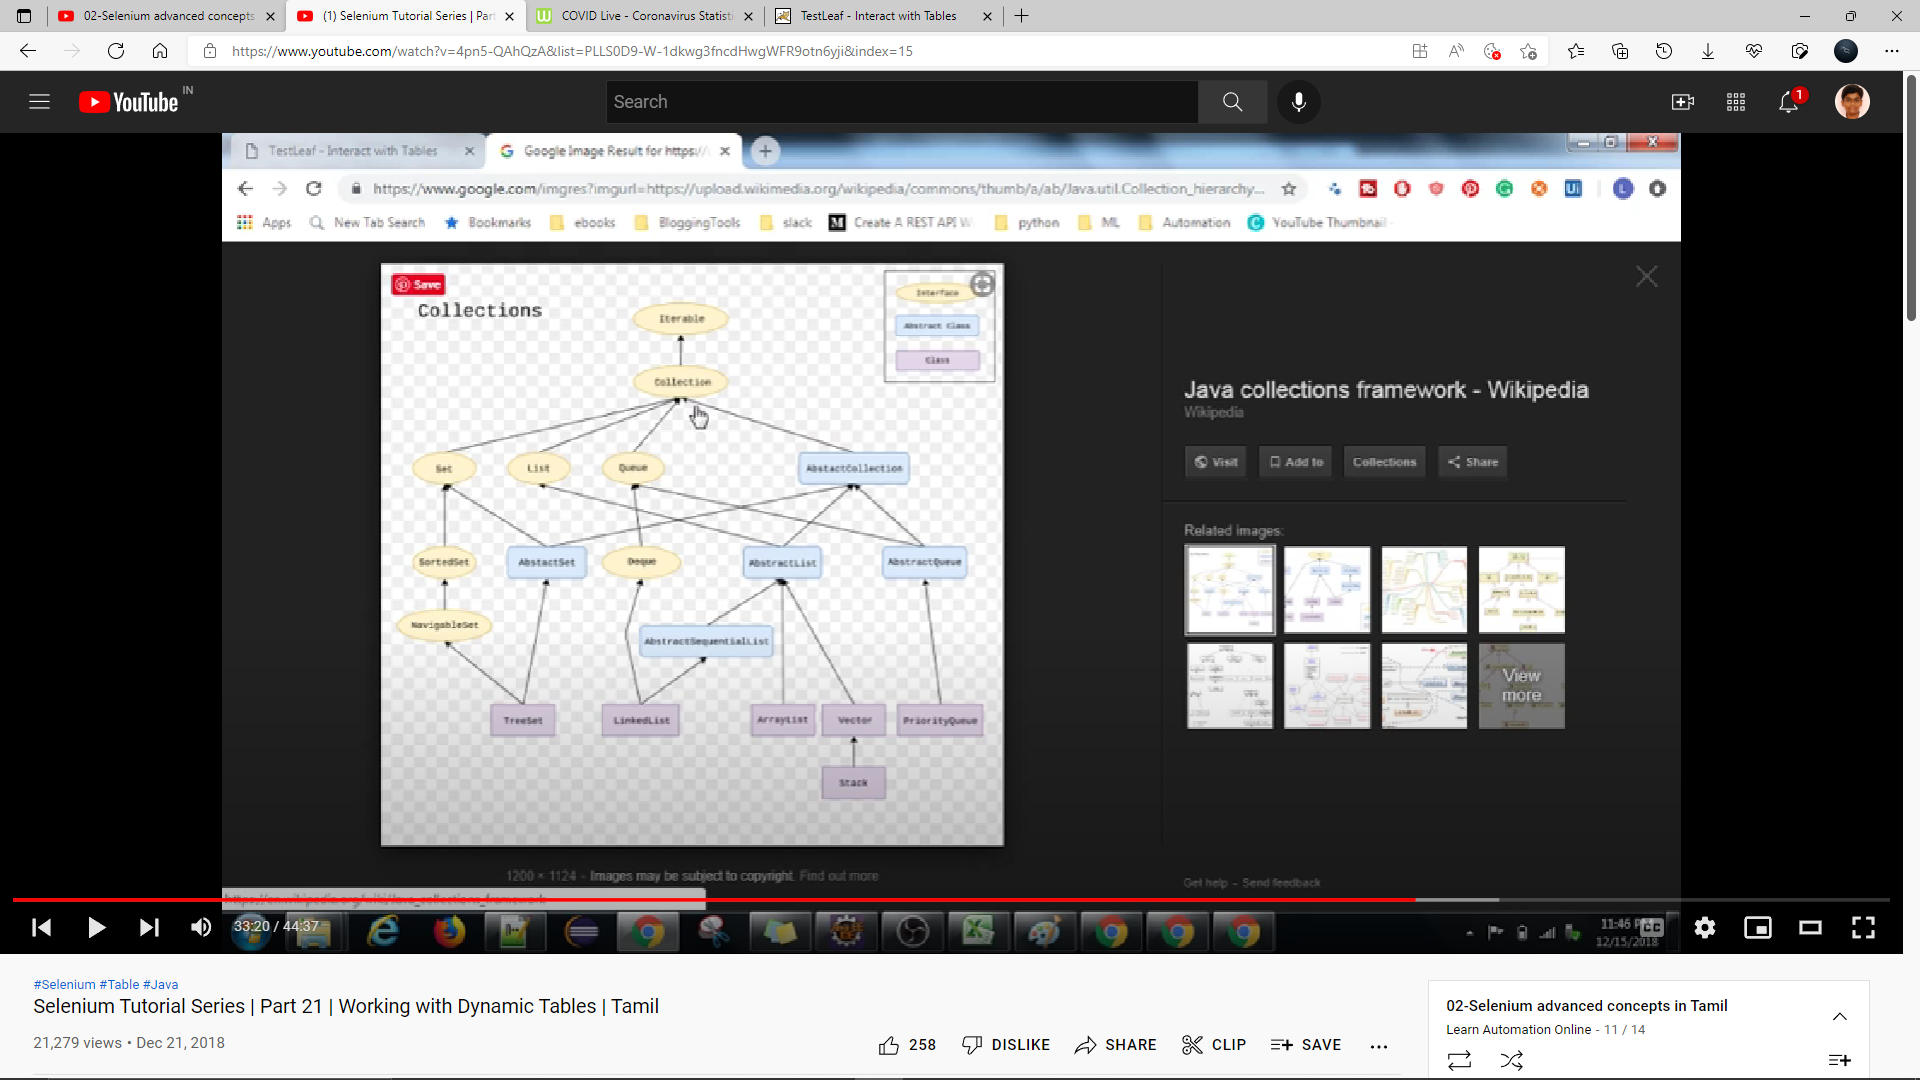 02-Selenium advanced concepts
(1) Selenium Tutorial Series | Part
COVID Live - Coronavirus Statisti
TestLeaf - Interact with Tables
https://www.youtube.com/watch?v=4pn5-QAhQzA&list=PLLS0D9-W-1dkwg3fncdHwgWFR9otn6yji&index=15
YouTube IN
Search
1
TestLeaf - Interact with Tables
Google Image Result for https://
https://www.google.com/imgres?imgurl=https://upload.wikimedia.org/wikipedia/commons/thumb/a/ab/Java.util.Collection_hierarchy...
Apps New Tab Search Bookmarks ebooks BloggingTools slack Create A REST API W python ML Automation YouTube Thumbnail
Save
Collections
Interface
Abstract Class
Class
Iterable
Collection
Set List Queue AbstactCollection
SortedSet AbstactSet Deque AbstractList AbstractQueue
NavigableSet
AbstractSequentialList
TreeSet LinkedList ArrayList Vector PriorityQueue
Stack
Java collections framework - Wikipedia
Wikipedia
Visit Add to Collections Share
Related images:
View more
1200 × 1124 - Images may be subject to copyright. Find out more
Get help - Send feedback
https://en.wikipedia.org/wiki/Java_collections_framework
33:20 / 44:37
11:46
12/15/2018
#Selenium #Table #Java
Selenium Tutorial Series | Part 21 | Working with Dynamic Tables | Tamil
21,279 views • Dec 21, 2018
258 DISLIKE SHARE CLIP SAVE
02-Selenium advanced concepts in Tamil
Learn Automation Online - 11 / 14